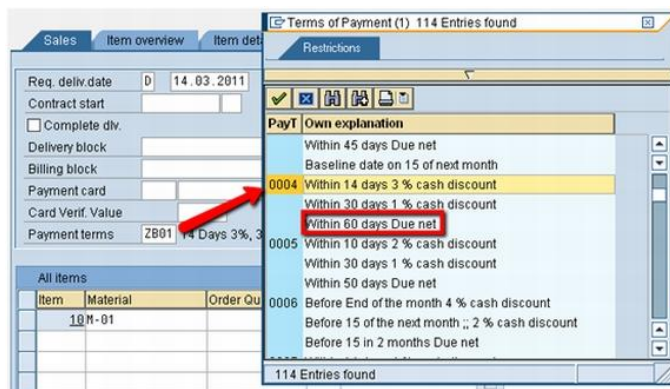 Terms of Payment (1) 114 Entries found
Restrictions
PayT Own explanation
Within 45 days Due net
Baseline date on 15 of next month
0004 Within 14 days 3 % cash discount
Within 30 days 1 % cash discount
Within 60 days Due net
0005 Within 10 days 2 % cash discount
Within 30 days 1 % cash discount
Within 50 days Due net
0006 Before End of the month 4 % cash discount
Before 15 of the next month ;; 2 % cash discount
Before 15 in 2 months Due net
114 Entries found
Sales Item overview Item det
Req. deliv.date D 14.03.2011
Contract start
Complete dlv.
Delivery block
Billing block
Payment card
Card Verif. Value
Payment terms ZB01 14 Days 3%, 3
All items
Item Material Order Qu
10 M-01